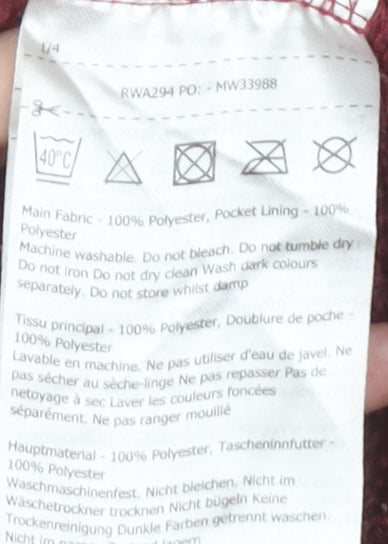 1/4
RWA294 PO: - MW33988
40°C
Main Fabric - 100% Polyester, Pocket Lining - 100%
Polyester
Machine washable. Do not bleach. Do not tumble dry
Do not iron Do not dry clean Wash dark colours
separately. Do not store whilst damp
Tissu principal - 100% Polyester, Doublure de poche -
100% Polyester
Lavable en machine. Ne pas utiliser d'eau de Javel. Ne
pas sécher au sèche-linge Ne pas repasser Pas de
netoyage à sec Laver les couleurs foncées
séparément. Ne pas ranger mouillé
Hauptmaterial - 100% Polyester, Tascheninnfutter -
100% Polyester
Waschmaschinenfest. Nicht bleichen. Nicht im
Wäschetrockner trocknen Nicht bügeln Keine
Trockenreinigung Dunkle Farben getrennt waschen.
Nicht im